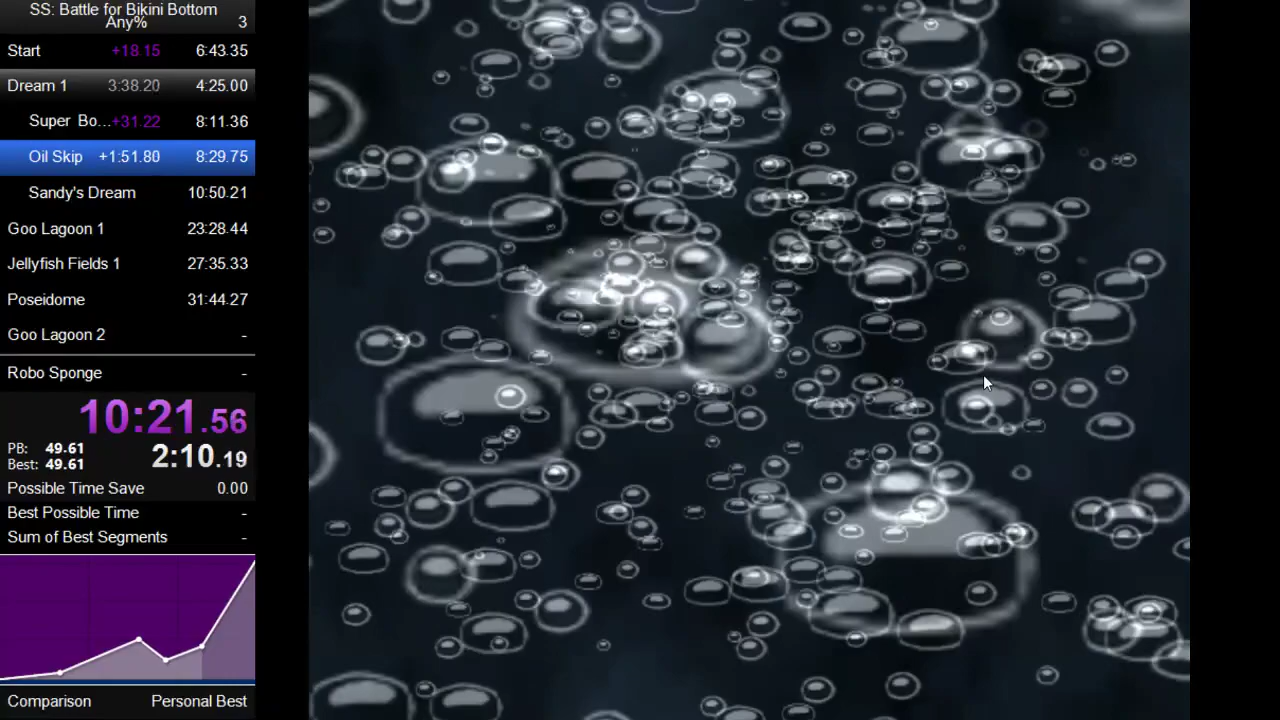 SS: Battle for Bikini Bottom
Any% 3
Start +18.15 6:43.35
Dream 1 3:38.20 4:25.00
Super Bo... +31.22 8:11.36
Oil Skip +1:51.80 8:29.75
Sandy's Dream 10:50.21
Goo Lagoon 1 23:28.44
Jellyfish Fields 1 27:35.33
Poseidome 31:44.27
Goo Lagoon 2 -
Robo Sponge -
10:21.56
PB: 49.61
Best: 49.61
2:10.19
Possible Time Save 0.00
Best Possible Time -
Sum of Best Segments -
Comparison Personal Best